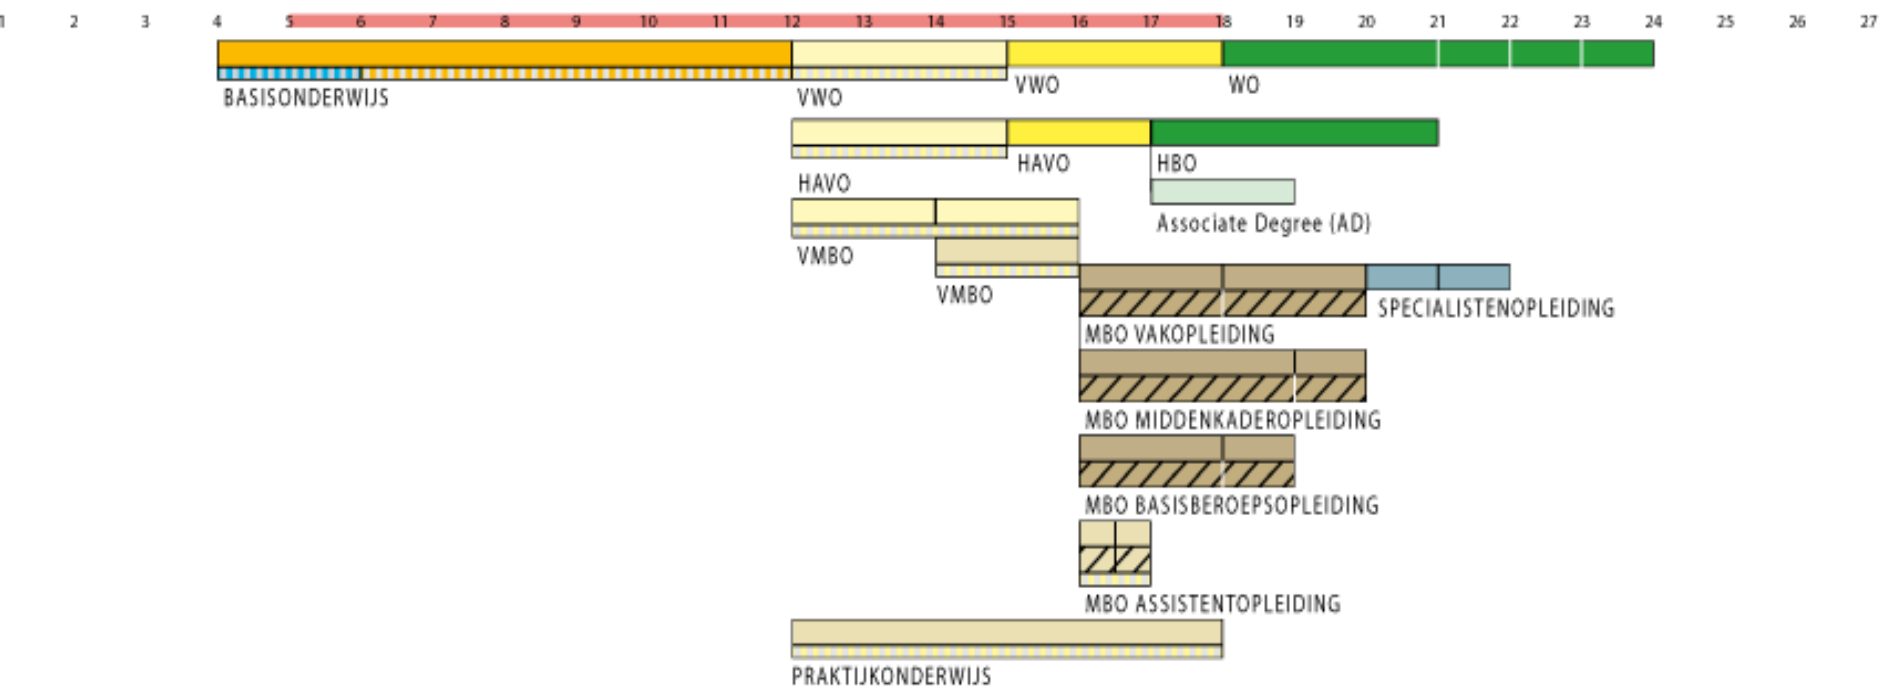 1 2 3 4 5 6 7 8 9 10 11 12 13 14 15 16 17 18 19 20 21 22 23 24 25 26 27
BASISONDERWIJS
VWO
VWO
WO
HAVO
HAVO
HBO
Associate Degree (AD)
VMBO
VMBO
SPECIALISTENOPLEIDING
MBO VAKOPLEIDING
MBO MIDDENKADEROPLEIDING
MBO BASISBEROEPSOPLEIDING
MBO ASSISTENTOPLEIDING
PRAKTIJKONDERWIJS